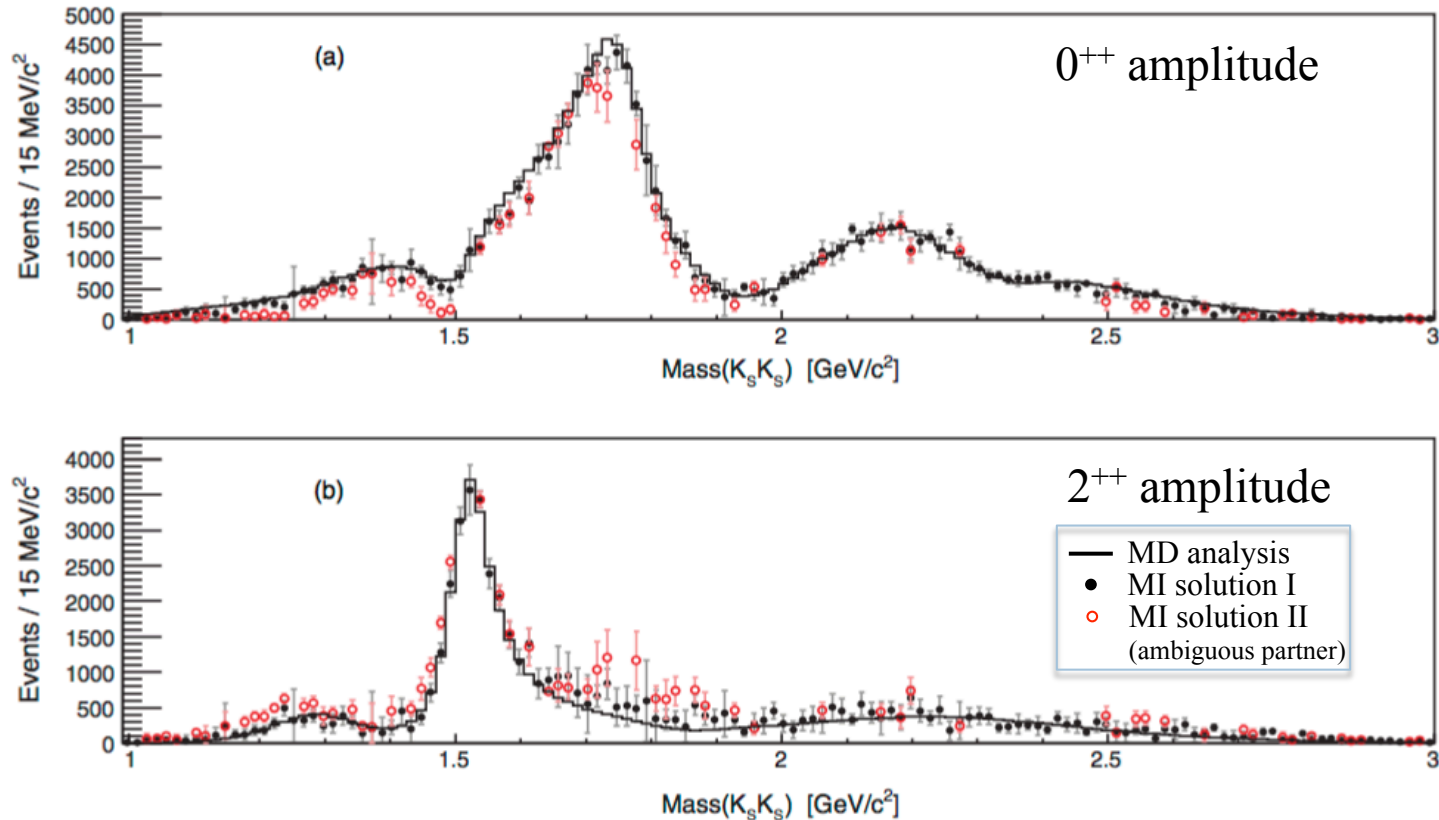 5000
4500
4000
3500
3000
2500
2000
1500
1000
500
0
Events / 15 MeV/c²
(a)
0⁺⁺ amplitude
1 1.5 2 2.5 3
Mass(KₛKₛ) [GeV/c²]
4000
3500
3000
2500
2000
1500
1000
500
0
Events / 15 MeV/c²
(b)
2⁺⁺ amplitude
MD analysis
MI solution I
MI solution II
(ambiguous partner)
1 1.5 2 2.5 3
Mass(KₛKₛ) [GeV/c²]